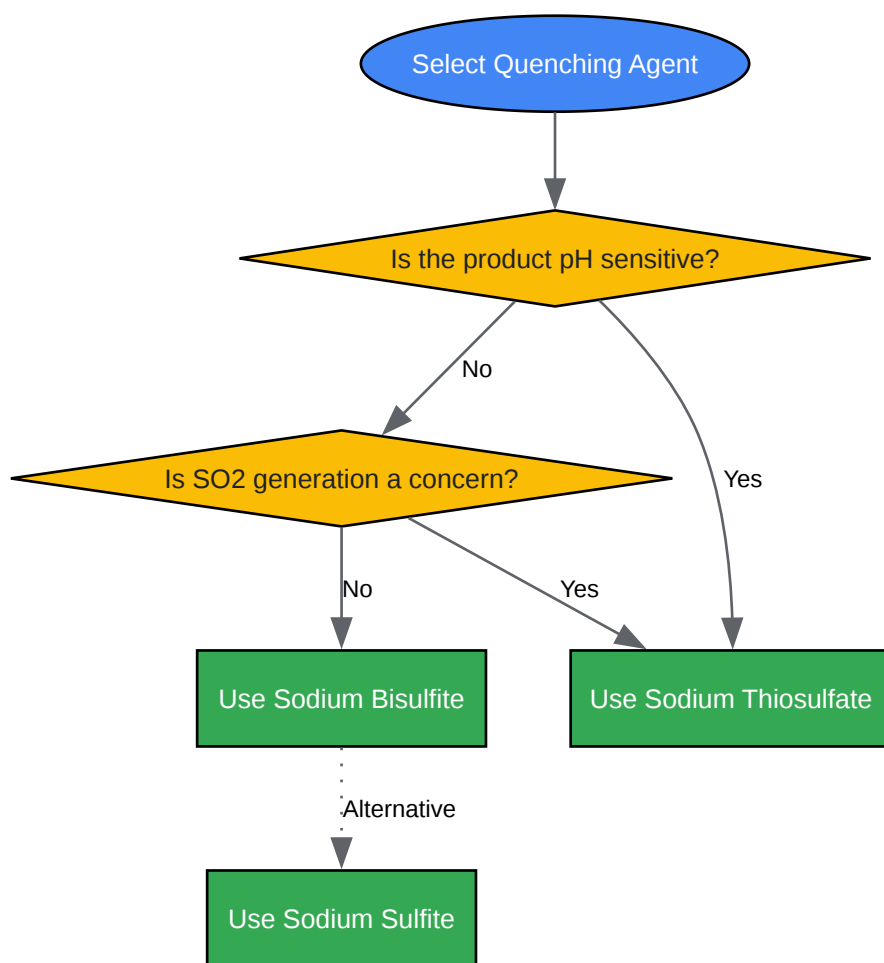 Select Quenching Agent
Is the product pH sensitive?
No
Is SO2 generation a concern?
Yes
No
Yes
Use Sodium Bisulfite
Use Sodium Thiosulfate
Alternative
Use Sodium Sulfite